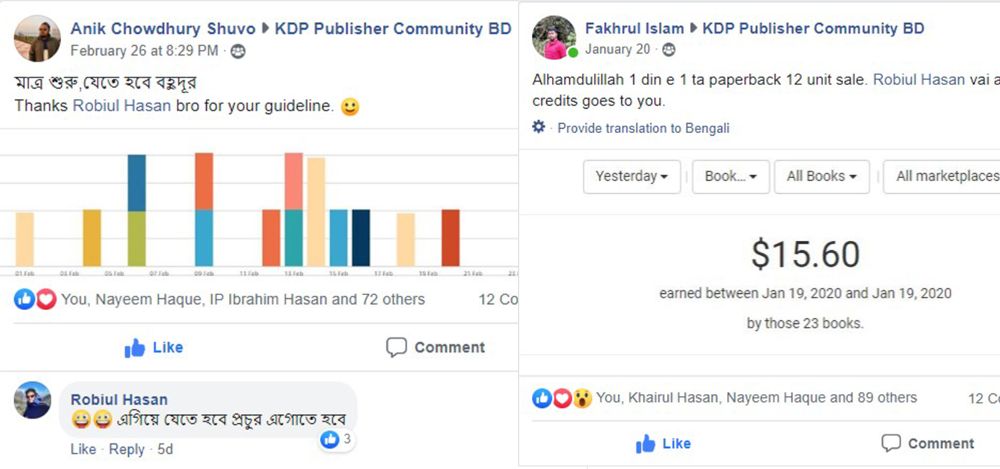 Anik Chowdhury Shuvo ▶ KDP Publisher Community BD
February 26 at 8:29 PM ·
মাত্র শুরু,যেতে হবে বহুদূর
Thanks Robiul Hasan bro for your guideline. 🙂
01 Feb 03 Feb 05 Feb 07 Feb 09 Feb 11 Feb 13 Feb 15 Feb 17 Feb 19 Feb 21 Feb
You, Nayeem Haque, IP Ibrahim Hasan and 72 others 12 Co
Like Comment
Robiul Hasan
😀😀 এগিয়ে যেতে হবে প্রচুর এগোতে হবে
3
Like · Reply · 5d
Fakhrul Islam ▶ KDP Publisher Community BD
January 20 ·
Alhamdulillah 1 din e 1 ta paperback 12 unit sale. Robiul Hasan vai a
credits goes to you.
Provide translation to Bengali
Yesterday Book... All Books All marketplaces
$15.60
earned between Jan 19, 2020 and Jan 19, 2020
by those 23 books.
You, Khairul Hasan, Nayeem Haque and 89 others 12 C
Like Comment